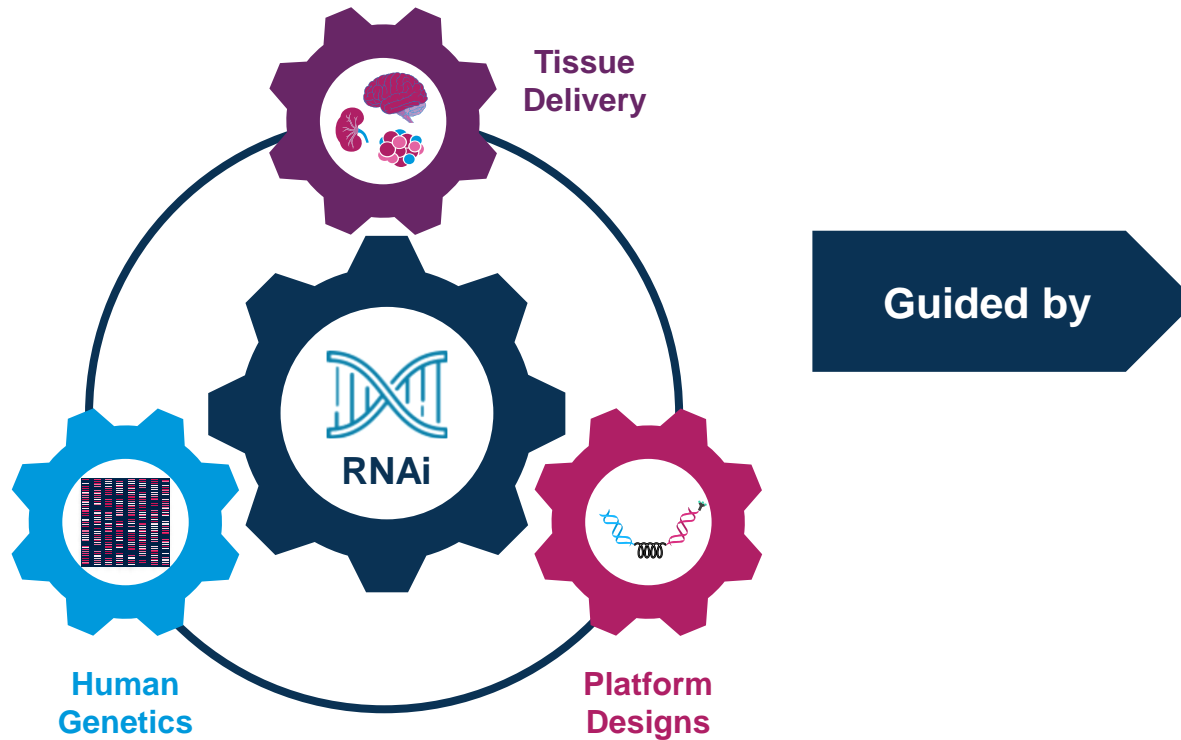 Tissue
Delivery
Guided by
RNAi
Human
Genetics
Platform
Designs